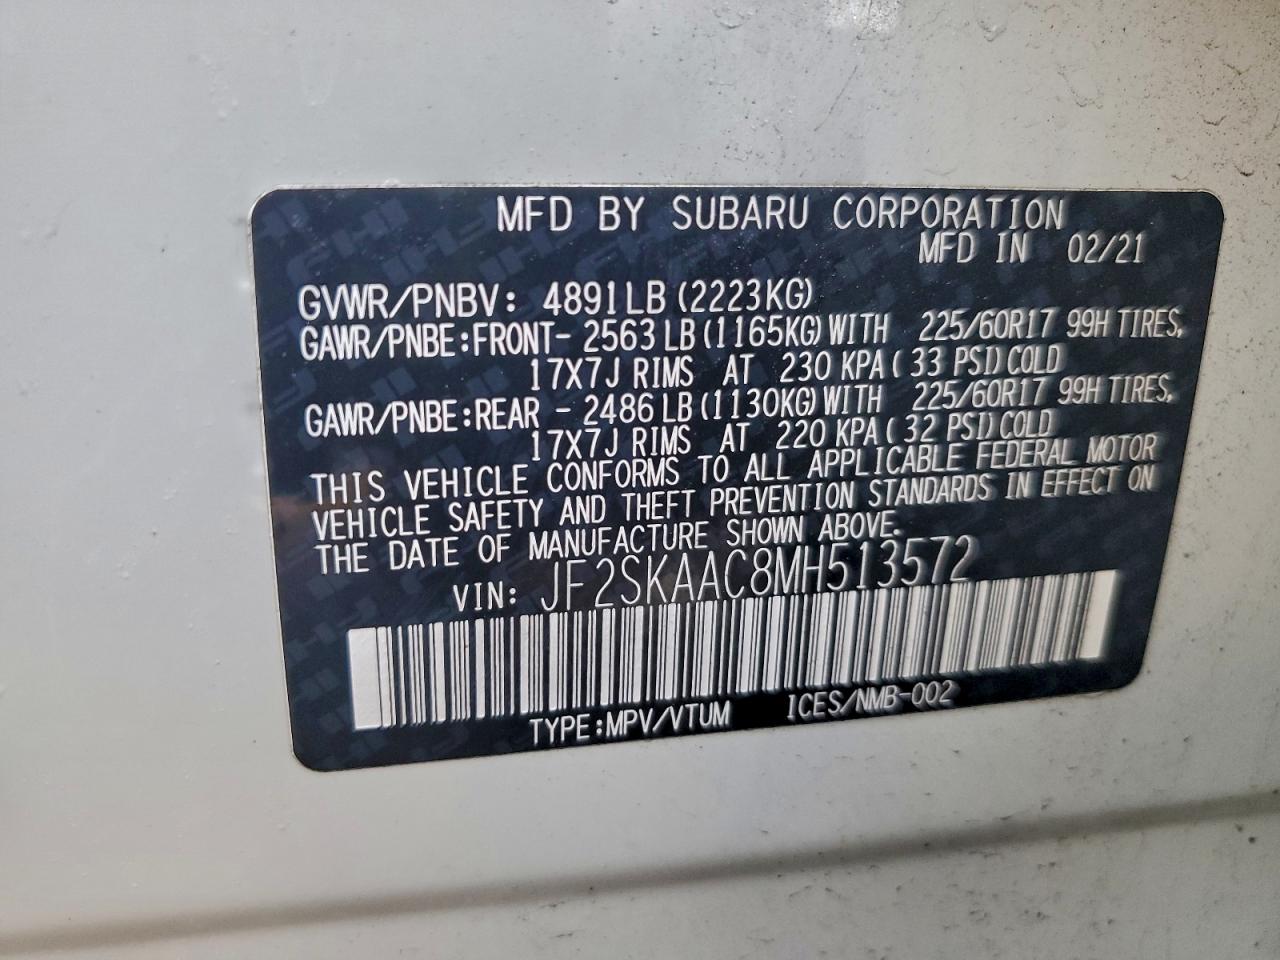 MFD BY SUBARU CORPORATION
MFD IN 02/21
GVWR/PNBV: 4891LB (2223KG)
GAWR/PNBE:FRONT- 2563 LB (1165KG) WITH 225/60R17 99H TIRES,
17X7J RIMS AT 230 KPA ( 33 PSI) COLD
GAWR/PNBE:REAR - 2486 LB (1130KG) WITH 225/60R17 99H TIRES,
17X7J RIMS AT 220 KPA ( 32 PSI) COLD
THIS VEHICLE CONFORMS TO ALL APPLICABLE FEDERAL MOTOR
VEHICLE SAFETY AND THEFT PREVENTION STANDARDS IN EFFECT ON
THE DATE OF MANUFACTURE SHOWN ABOVE.
VIN: JF2SKAAC8MH513572
TYPE:MPV/VTUM ICES/NMB-002